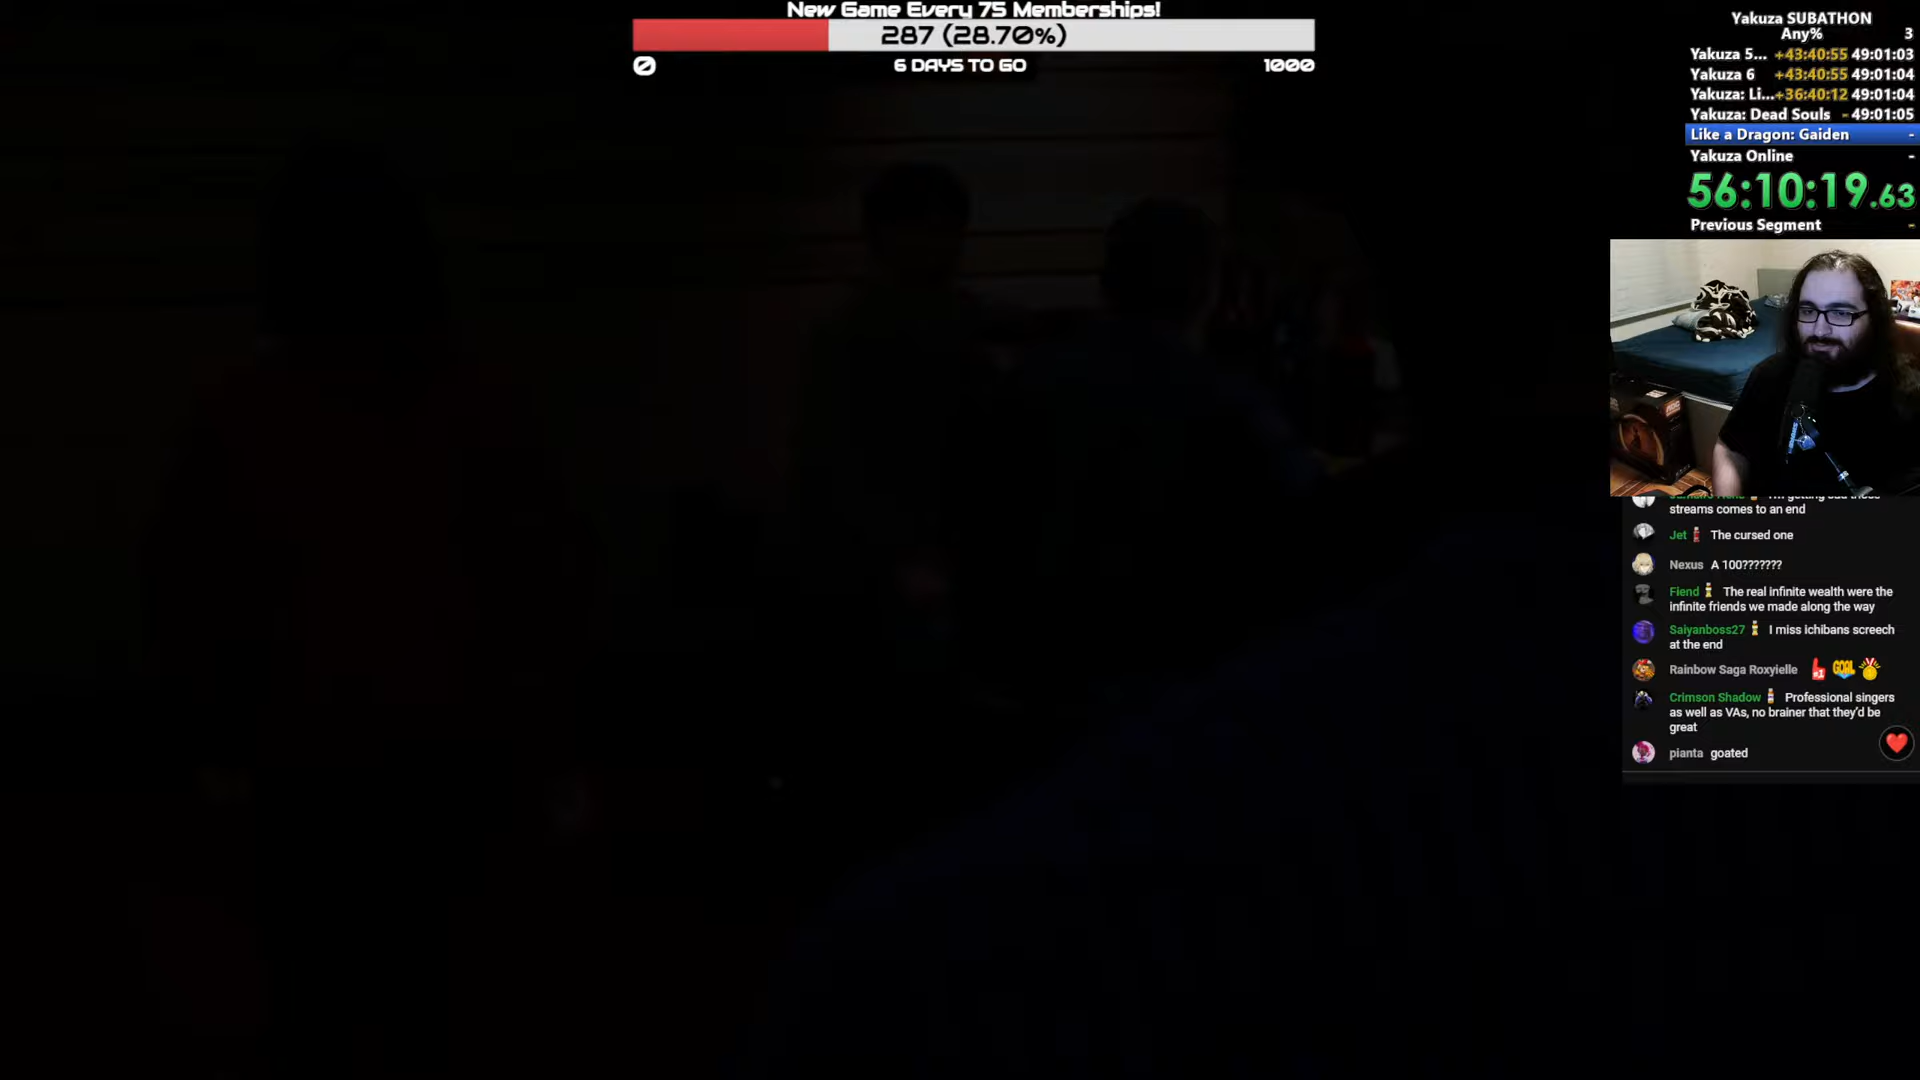 New Game Every 75 Memberships!
287 (28.70%)
0
6 DAYS TO GO
1000
Yakuza SUBATHON
Any%
3
Yakuza 5... +43:40:55 49:01:03
Yakuza 6 +43:40:55 49:01:04
Yakuza: Li...+36:40:12 49:01:04
Yakuza: Dead Souls - 49:01:05
Like a Dragon: Gaiden -
Yakuza Online -
56:10:19.63
Previous Segment -
streams comes to an end
Jet The cursed one
Nexus A 100???????
Fiend The real infinite wealth were the
infinite friends we made along the way
Saiyanboss27 I miss ichibans screech
at the end
Rainbow Saga Roxyielle #1 GOAL
Crimson Shadow Professional singers
as well as VAs, no brainer that they'd be
great
pianta goated